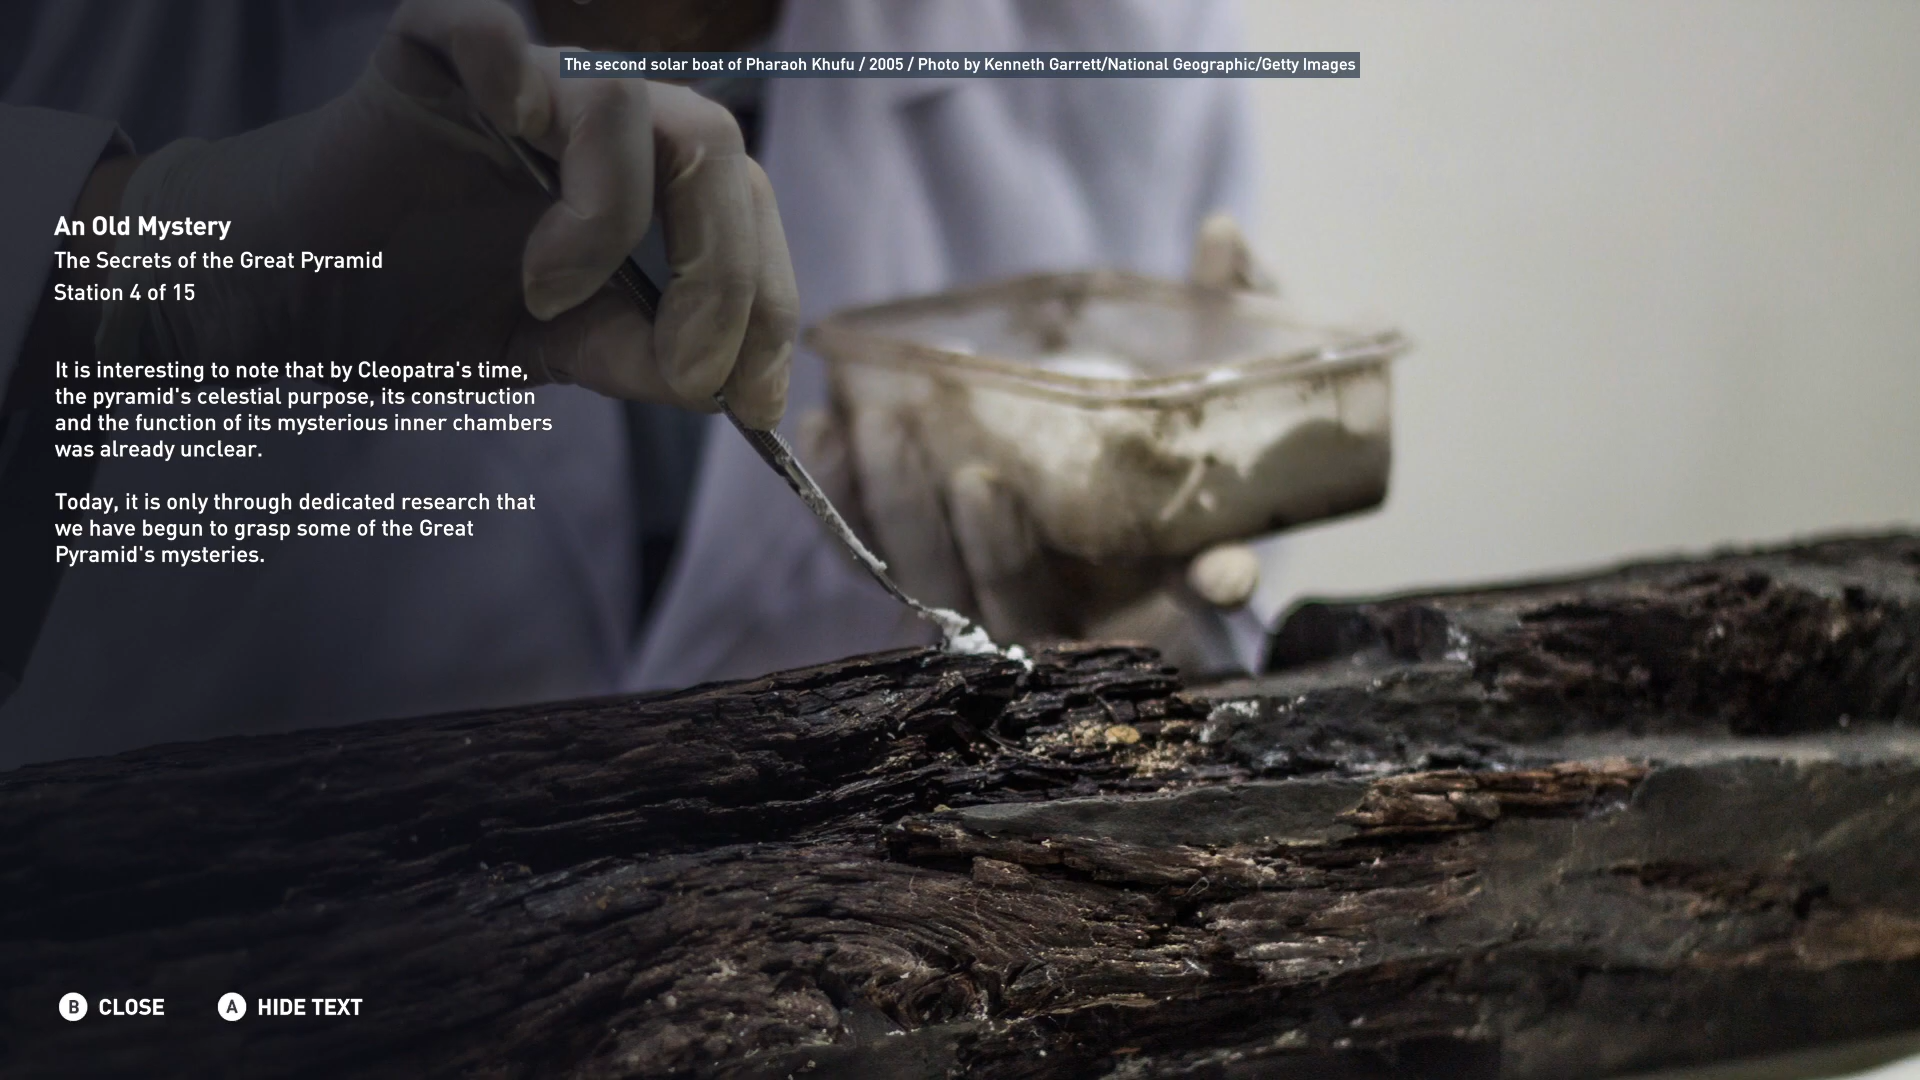 The second solar boat of Pharaoh Khufu / 2005 / Photo by Kenneth Garrett/National Geographic/Getty Images
An Old Mystery
The Secrets of the Great Pyramid
Station 4 of 15
It is interesting to note that by Cleopatra's time,
the pyramid's celestial purpose, its construction
and the function of its mysterious inner chambers
was already unclear.
Today, it is only through dedicated research that
we have begun to grasp some of the Great
Pyramid's mysteries.
B CLOSE A HIDE TEXT